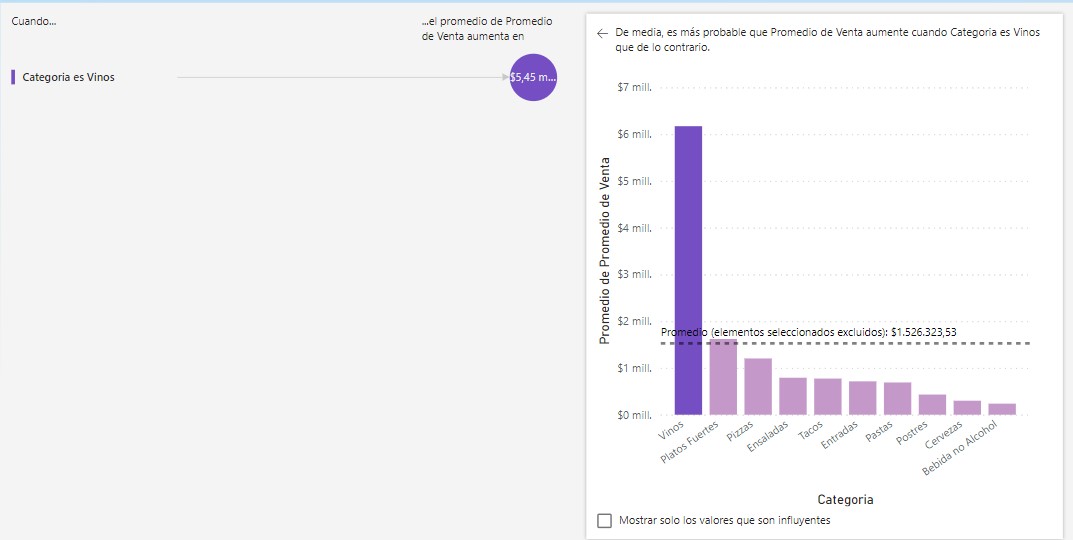 Cuando...
...el promedio de Promedio
de Venta aumenta en
Categoria es Vinos
$5,45 m...
← De media, es más probable que Promedio de Venta aumente cuando Categoria es Vinos
que de lo contrario.
Promedio de Promedio de Venta
$7 mill.
$6 mill.
$5 mill.
$4 mill.
$3 mill.
$2 mill.
Promedio (elementos seleccionados excluidos): $1.526.323,53
$1 mill.
$0 mill.
Vinos
Platos Fuertes
Pizzas
Ensaladas
Tacos
Entradas
Pastas
Postres
Cervezas
Bebida no Alcohol
Categoria
Mostrar solo los valores que son influyentes